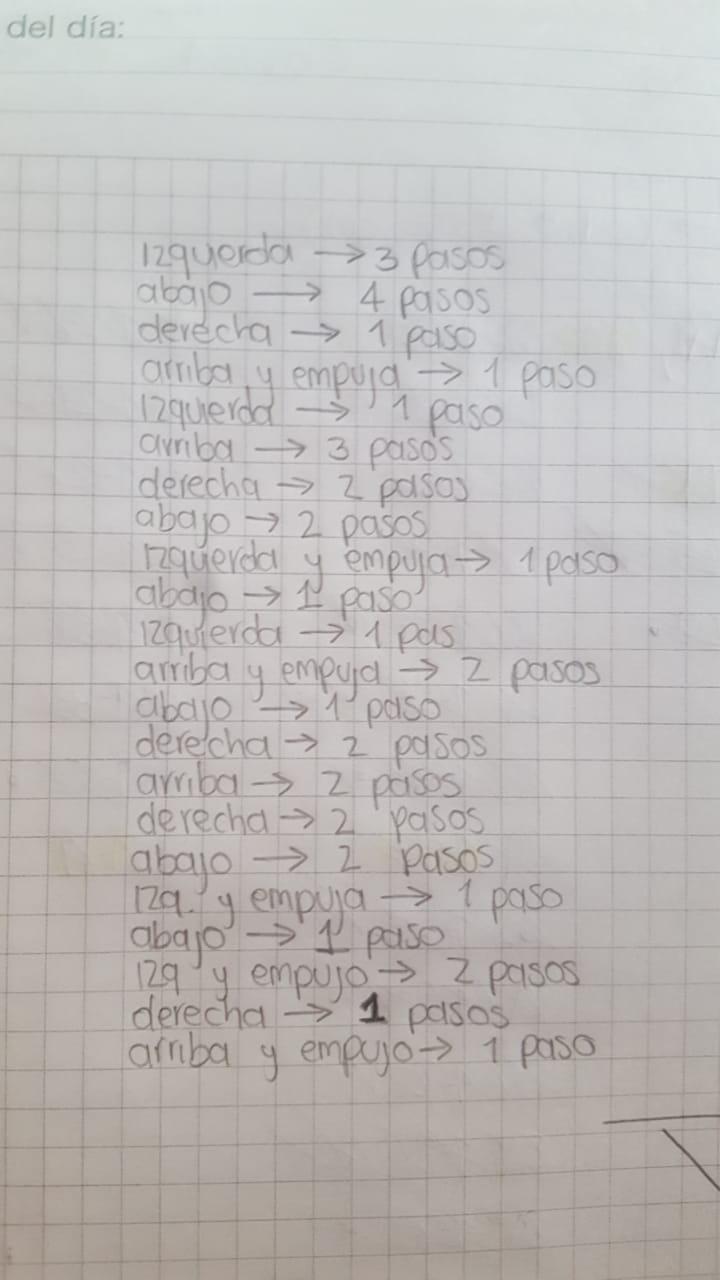 del día:
Izquerda → 3 pasos
abajo → 4 pasos
derecha → 1 paso
arriba y empuja → 1 paso
Izquierda → 1 paso
arriba → 3 pasos
derecha → 2 pasos
abajo → 2 pasos
Izquerda y empuja → 1 paso
abajo → 1 paso
Izquierda → 1 pas
arriba y empuja → 2 pasos
abajo → 1 paso
derecha → 2 pasos
arriba → 2 pasos
derecha → 2 pasos
abajo → 2 pasos
Izq. y empuja → 1 paso
abajo → 1 paso
Izq y empujo → 2 pasos
derecha → 1 pasos
arriba y empujo → 1 paso